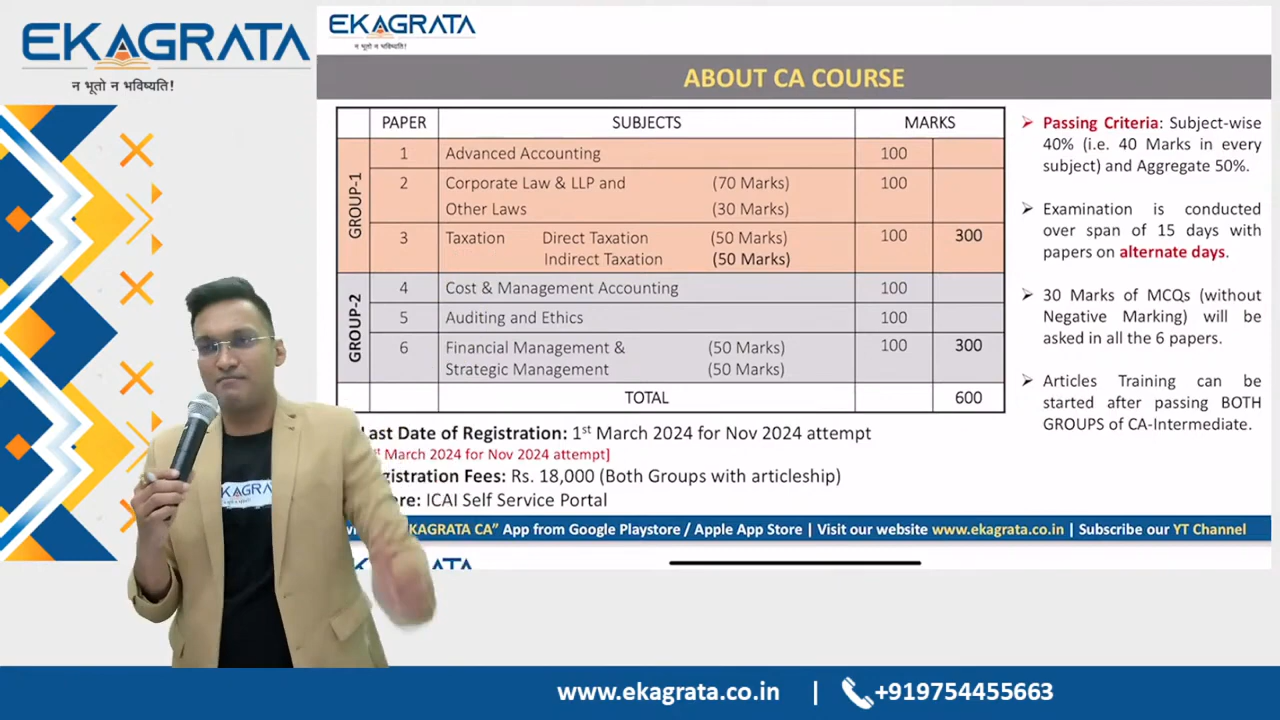 EKAGRATA
न भूतो न भविष्यति!
EKAGRATA
न भूतो न भविष्यति!
ABOUT CA COURSE
PAPER SUBJECTS MARKS
GROUP-1
1 Advanced Accounting 100
2 Corporate Law & LLP and (70 Marks) 100
Other Laws (30 Marks)
3 Taxation Direct Taxation (50 Marks) 100 300
Indirect Taxation (50 Marks)
GROUP-2
4 Cost & Management Accounting 100
5 Auditing and Ethics 100
6 Financial Management & (50 Marks) 100 300
Strategic Management (50 Marks)
TOTAL 600
Last Date of Registration: 1st March 2024 for Nov 2024 attempt
March 2024 for Nov 2024 attempt]
Registration Fees: Rs. 18,000 (Both Groups with articleship)
ICAI Self Service Portal
➢ Passing Criteria: Subject-wise
40% (i.e. 40 Marks in every
subject) and Aggregate 50%.
➢ Examination is conducted
over span of 15 days with
papers on alternate days.
➢ 30 Marks of MCQs (without
Negative Marking) will be
asked in all the 6 papers.
➢ Articles Training can be
started after passing BOTH
GROUPS of CA-Intermediate.
EKAGRATA CA” App from Google Playstore / Apple App Store | Visit our website www.ekagrata.co.in | Subscribe our YT Channel
EKAGRATA
www.ekagrata.co.in | +919754455663